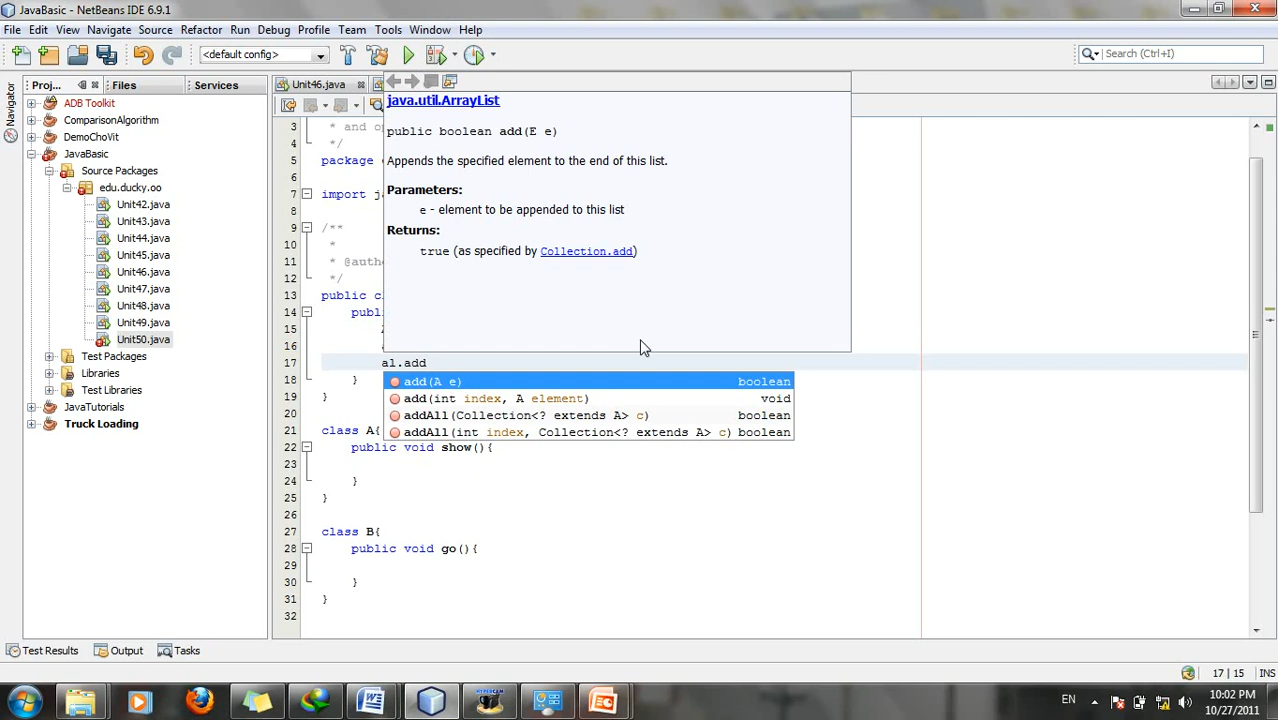 JavaBasic - NetBeans IDE 6.9.1
File Edit View Navigate Source Refactor Run Debug Profile Team Tools Window Help
<default config>
Search (Ctrl+I)
Navigator
Proj...
Files
Services
ADB Toolkit
ComparisonAlgorithm
DemoChoVit
JavaBasic
Source Packages
edu.ducky.oo
Unit42.java
Unit43.java
Unit44.java
Unit45.java
Unit46.java
Unit47.java
Unit48.java
Unit49.java
Unit50.java
Test Packages
Libraries
Test Libraries
JavaTutorials
Truck Loading
Unit46.java
java.util.ArrayList
public boolean add(E e)
Appends the specified element to the end of this list.
Parameters:
e - element to be appended to this list
Returns:
true (as specified by Collection.add)
3 * and op
4 */
5 package
6
7 import
8
9 /**
10 *
11 * @auth
12 */
13 public
14 publi
15
16
17 al.add
add(A e) boolean
add(int index, A element) void
addAll(Collection<? extends A> c) boolean
addAll(int index, Collection<? extends A> c) boolean
18 }
19 }
20
21 class A{
22 public void show(){
23
24 }
25 }
26
27 class B{
28 public void go(){
29
30 }
31 }
32
Test Results Output Tasks
17 | 15 INS
EN
10:02 PM
10/27/2011